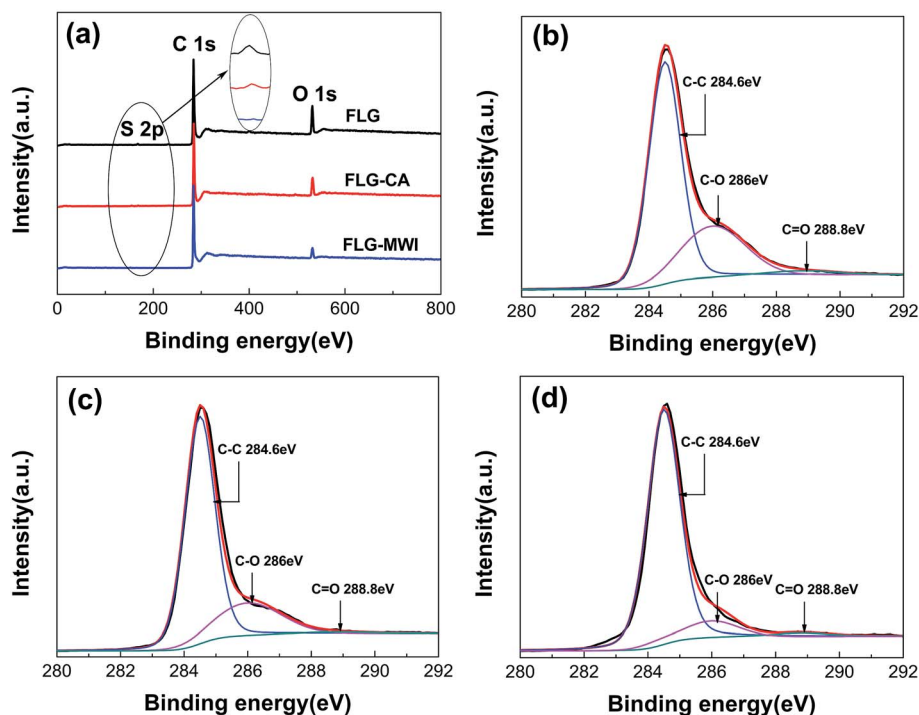 (a)
C 1s
O 1s
S 2p
FLG
FLG-CA
FLG-MWI
Intensity(a.u.)
0 200 400 600 800
Binding energy(eV)
(b)
C-C 284.6eV
C-O 286eV
C=O 288.8eV
Intensity(a.u.)
280 282 284 286 288 290 292
Binding energy(eV)
(c)
C-C 284.6eV
C-O 286eV
C=O 288.8eV
Intensity(a.u.)
280 282 284 286 288 290 292
Binding energy(eV)
(d)
C-C 284.6eV
C-O 286eV
C=O 288.8eV
Intensity(a.u.)
280 282 284 286 288 290 292
Binding energy(eV)